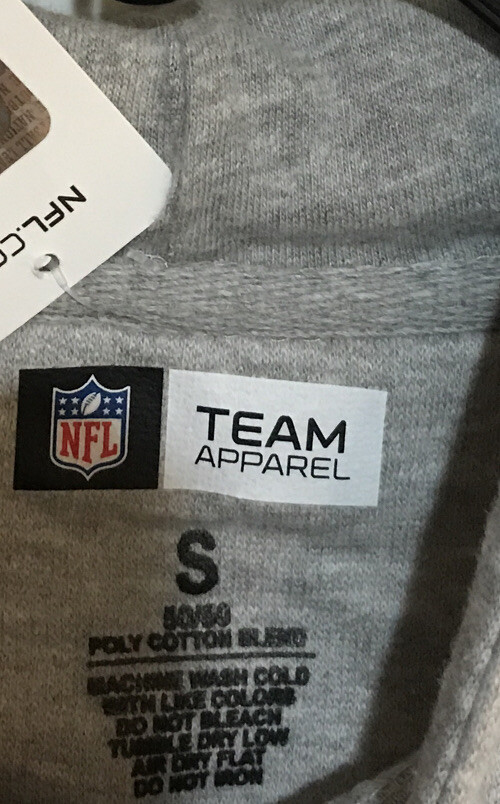 NFL.CO
NFL
TEAM
APPAREL
S
50/50
POLY COTTON BLEND
MACHINE WASH COLD
WITH LIKE COLORS
DO NOT BLEACH
TUMBLE DRY LOW
AIR DRY FLAT
DO NOT IRON